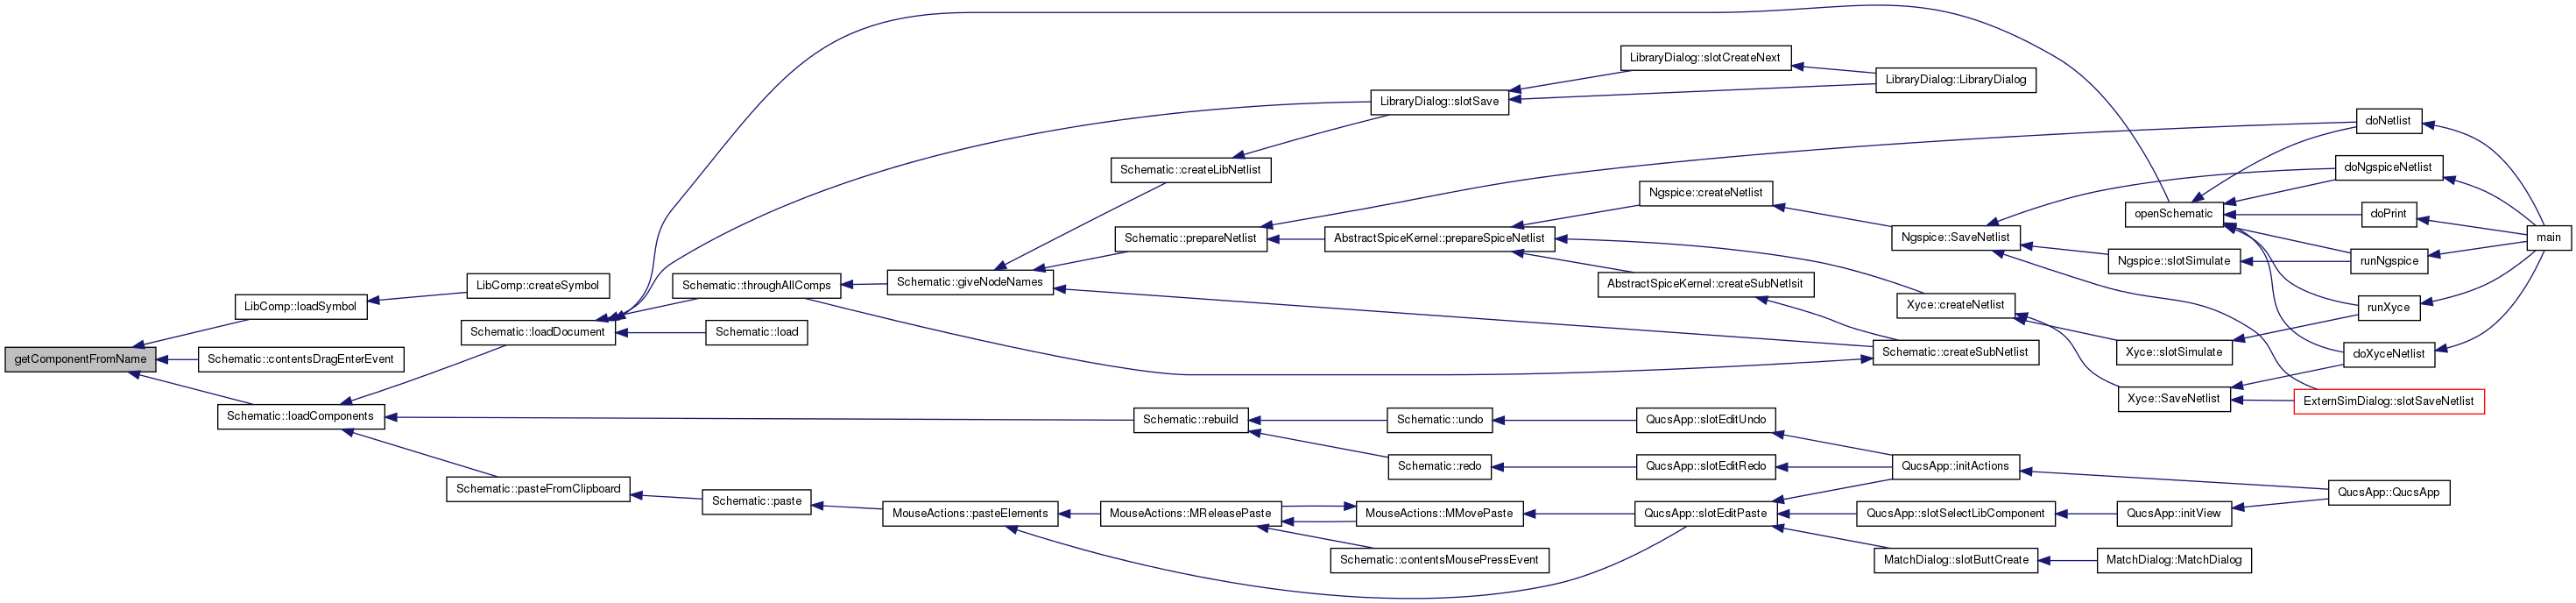 getComponentFromName
LibComp::loadSymbol
LibComp::createSymbol
Schematic::contentsDragEnterEvent
Schematic::loadComponents
Schematic::loadDocument
Schematic::load
Schematic::throughAllComps
Schematic::giveNodeNames
Schematic::createLibNetlist
LibraryDialog::slotSave
LibraryDialog::slotCreateNext
LibraryDialog::LibraryDialog
Schematic::prepareNetlist
AbstractSpiceKernel::prepareSpiceNetlist
Ngspice::createNetlist
AbstractSpiceKernel::createSubNetlsit
Schematic::createSubNetlist
Ngspice::SaveNetlist
Xyce::createNetlist
Ngspice::slotSimulate
Xyce::slotSimulate
Xyce::SaveNetlist
openSchematic
doNetlist
doNgspiceNetlist
doPrint
runNgspice
runXyce
doXyceNetlist
ExternSimDialog::slotSaveNetlist
main
Schematic::rebuild
Schematic::undo
Schematic::redo
QucsApp::slotEditUndo
QucsApp::slotEditRedo
QucsApp::initActions
QucsApp::QucsApp
Schematic::pasteFromClipboard
Schematic::paste
MouseActions::pasteElements
MouseActions::MReleasePaste
MouseActions::MMovePaste
Schematic::contentsMousePressEvent
QucsApp::slotEditPaste
QucsApp::slotSelectLibComponent
QucsApp::initView
MatchDialog::slotButtCreate
MatchDialog::MatchDialog